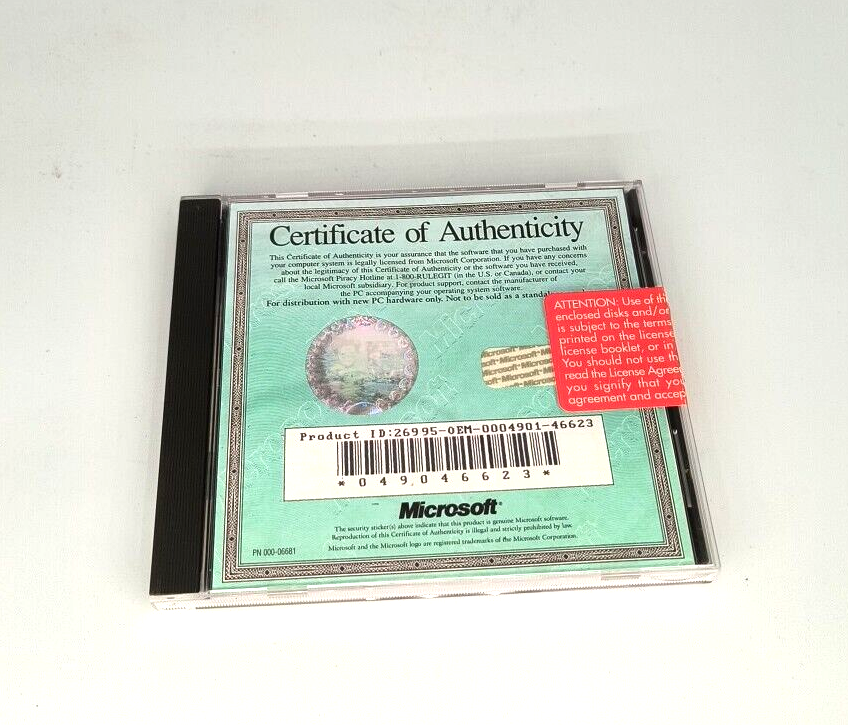 Certificate of Authenticity
This Certificate of Authenticity is your assurance that the software that you have purchased with
your computer system is legally licensed from Microsoft Corporation. If you have any concerns
about the legitimacy of this Certificate of Authenticity or the software you have received,
call the Microsoft Piracy Hotline at 1-800-RULEGIT (in the U.S. or Canada), or contact your
local Microsoft subsidiary. For product support, contact the manufacturer of
the PC accompanying your operating system software.
For distribution with new PC hardware only. Not to be sold as a standal
ATTENTION: Use of the
enclosed disks and/or
is subject to the terms
printed on the license
license booklet, or in
You should not use th
read the License Agree
you signify that you
agreement and accep
Microsoft
Product ID:26995-OEM-0004901-46623
*049046623*
Microsoft
The security sticker(s) above indicate that this product is genuine Microsoft software.
Reproduction of this Certificate of Authenticity is illegal and strictly prohibited by law.
Microsoft and the Microsoft logo are registered trademarks of the Microsoft Corporation.
PN 000-06681